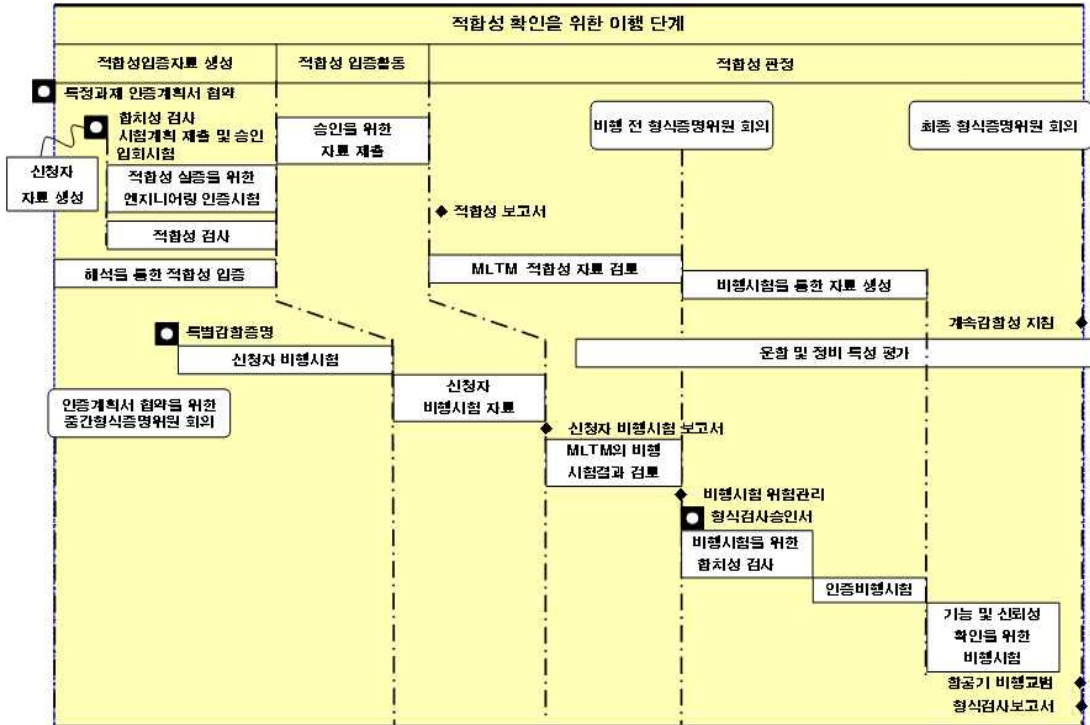 적합성 확인을 위한 이행 단계
적합성입증자료 생성
적합성 입증활동
적합성 판정
특정과제 인증계획서 협약
합치성 검사
시험계획 제출 및 승인
입회시험
신청자
자료 생성
적합성 실증을 위한
엔지니어링 인증시험
적합성 검사
해석을 통한 적합성 입증
승인을 위한
자료 제출
비행 전 형식증명위원 회의
최종 형식증명위원 회의
적합성 보고서
MLTM 적합성 자료 검토
비행시험을 통한 자료 생성
계속감항성 지침
특별감항증명
신청자 비행시험
운항 및 정비 특성 평가
인증계획서 협약을 위한
중간형식증명위원 회의
신청자
비행시험 자료
신청자 비행시험 보고서
MLTM의 비행
시험결과 검토
비행시험 위험관리
형식검사승인서
비행시험을 위한
합치성 검사
인증비행시험
기능 및 신뢰성
확인을 위한
비행시험
항공기 비행교범
형식검사보고서